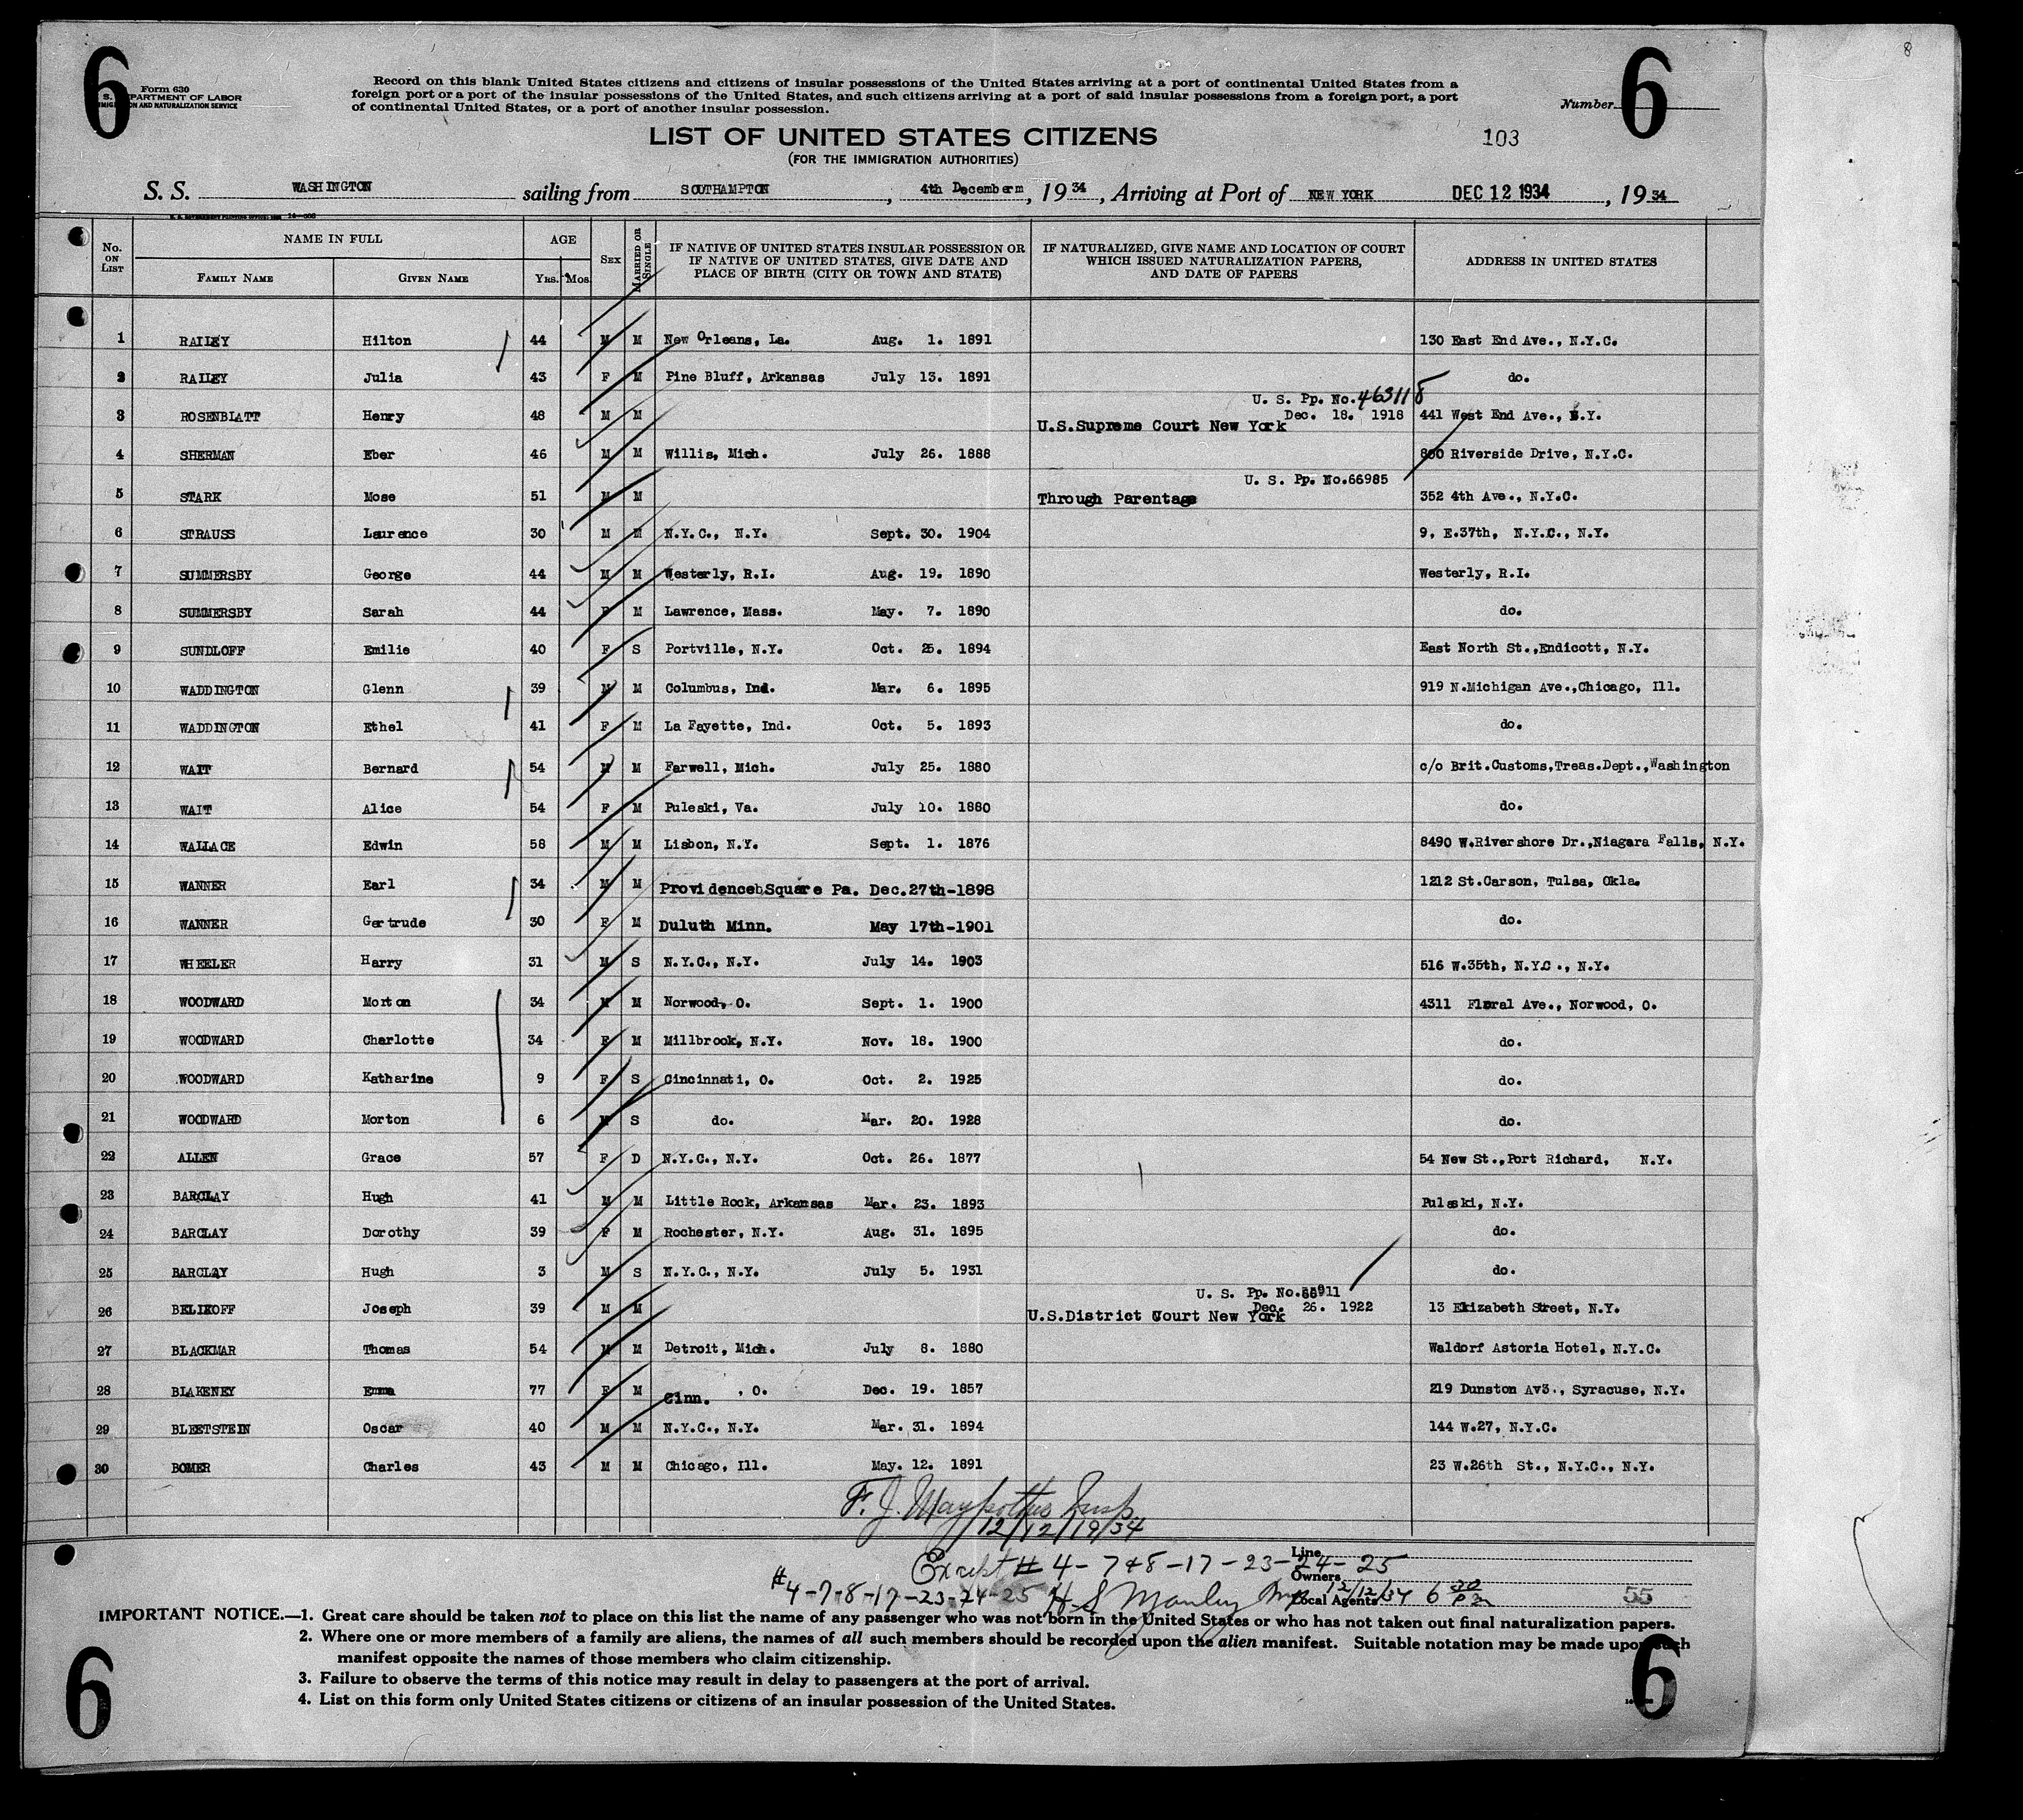 6
6
8
Form 630
DEPARTMENT OF LABOR
IMMIGRATION AND NATURALIZATION SERVICE
Record on this blank United States citizens and citizens of insular possessions of the United States arriving at a port of continental United States from a
foreign port or a port of the insular possessions of the United States, and such citizens arriving at a port of said insular possessions from a foreign port, a port
of continental United States, or a port of another insular possession.
Number
LIST OF UNITED STATES CITIZENS
103
(FOR THE IMMIGRATION AUTHORITIES)
S. S. WASHINGTON sailing from SOUTHAMPTON, 4th Decemberm, 1934, Arriving at Port of NEW YORK DEC 12 1934, 1934
No. ON LIST NAME IN FULL AGE SEX MARRIED OR SINGLE IF NATIVE OF UNITED STATES INSULAR POSSESSION OR IF NATIVE OF UNITED STATES, GIVE DATE AND PLACE OF BIRTH (CITY OR TOWN AND STATE) IF NATURALIZED, GIVE NAME AND LOCATION OF COURT WHICH ISSUED NATURALIZATION PAPERS, AND DATE OF PAPERS ADDRESS IN UNITED STATES
FAMILY NAME GIVEN NAME YRS. MOS.
1 RAILEY Hilton 44 M M New Orleans, La. Aug. 1. 1891 130 East End Ave., N.Y.C.
2 RAILEY Julia 43 F M Pine Bluff, Arkansas July 13. 1891 do.
U. S. Pp. No. 463118
3 ROSENBLATT Henry 48 M M U.S.Supreme Court New York Dec. 18. 1918 441 West End Ave., N.Y.
4 SHERMAN Eber 46 M M Willis, Mich. July 26. 1888 800 Riverside Drive, N.Y.C.
U. S. Pp. No.66985
5 STARK Mose 51 M M Through Parentage 352 4th Ave., N.Y.C.
6 STRAUSS Laurence 30 M M N.Y.C., N.Y. Sept. 30. 1904 9, E.37th, N.Y.C., N.Y.
7 SUMMERSBY George 44 M M Westerly, R.I. Aug. 19. 1890 Westerly, R.I.
8 SUMMERSBY Sarah 44 F M Lawrence, Mass. May. 7. 1890 do.
9 SUNDLOFF Emilie 40 F S Portville, N.Y. Oct. 25. 1894 East North St.,Endicott, N.Y.
10 WADDINGTON Glenn 39 M M Columbus, Ind. Mar. 6. 1895 919 N.Michigan Ave.,Chicago, Ill.
11 WADDINGTON Ethel 41 F M La Fayette, Ind. Oct. 5. 1893 do.
12 WAIT Bernard 54 M M Farwell, Mich. July 25. 1880 c/o Brit.Customs,Treas.Dept.,Washington
13 WAIT Alice 54 F M Puleski, Va. July 10. 1880 do.
14 WALLACE Edwin 58 M M Lisbon, N.Y. Sept. 1. 1876 8490 W.Rivershore Dr.,Niagara Falls, N.Y.
15 WANNER Earl 34 M M ProvidencebSquare Pa. Dec.27th-1898 1212 St.Carson, Tulsa, Okla.
16 WANNER Gertrude 30 F M Duluth Minn. May 17th-1901 do.
17 WHEELER Harry 31 M S N.Y.C., N.Y. July 14. 1903 516 W.35th, N.Y.C ., N.Y.
18 WOODWARD Morton 34 M M Norwood, O. Sept. 1. 1900 4311 Floral Ave., Norwood, O.
19 WOODWARD Charlotte 34 F M Millbrook, N.Y. Nov. 18. 1900 do.
20 WOODWARD Katharine 9 F S Cincinnati, O. Oct. 2. 1925 do.
21 WOODWARD Morton 6 M S do. Mar. 20. 1928 do.
22 ALLEN Grace 57 F D N.Y.C., N.Y. Oct. 26. 1877 54 New St.,Port Richard, N.Y.
23 BARCLAY Hugh 41 M M Little Rock, Arkansas Mar. 23. 1893 Pulaski, N.Y.
24 BARCLAY Dorothy 39 F M Rochester, N.Y. Aug. 31. 1895 do.
25 BARCLAY Hugh 3 M S N.Y.C., N.Y. July 5. 1931 do.
U. S. Pp. No.
26 BELIKOFF Joseph 39 M M U.S.District Court New York Dec. 26. 1922 13 Elizabeth Street, N.Y.
27 BLACKMAR Thomas 54 M M Detroit, Mich. July 8. 1880 Waldorf Astoria Hotel, N.Y.C.
28 BLAKENEY Emma 77 F M Cinn. , O. Dec. 19. 1857 219 Dunston Av3., Syracuse, N.Y.
29 BLEETSTEIN Oscar 40 M M N.Y.C., N.Y. Mar. 31. 1894 144 W.27, N.Y.C.
30 BOMER Charles 43 M M Chicago, Ill. May. 12. 1891 23 W.26th St., N.Y.C., N.Y.
F. J. Insp
12/12/1934
Except # 4-7+8-17-23-24-25
Line
Owners
#4-7-8-17-23-24-25 H S Manley Insp 12/12/34 6 30 pm
Local Agents
55
IMPORTANT NOTICE.—1. Great care should be taken not to place on this list the name of any passenger who was not born in the United States or who has not taken out final naturalization papers.
2. Where one or more members of a family are aliens, the names of all such members should be recorded upon the alien manifest. Suitable notation may be made upon such
manifest opposite the names of those members who claim citizenship.
3. Failure to observe the terms of this notice may result in delay to passengers at the port of arrival.
4. List on this form only United States citizens or citizens of an insular possession of the United States.
6
6